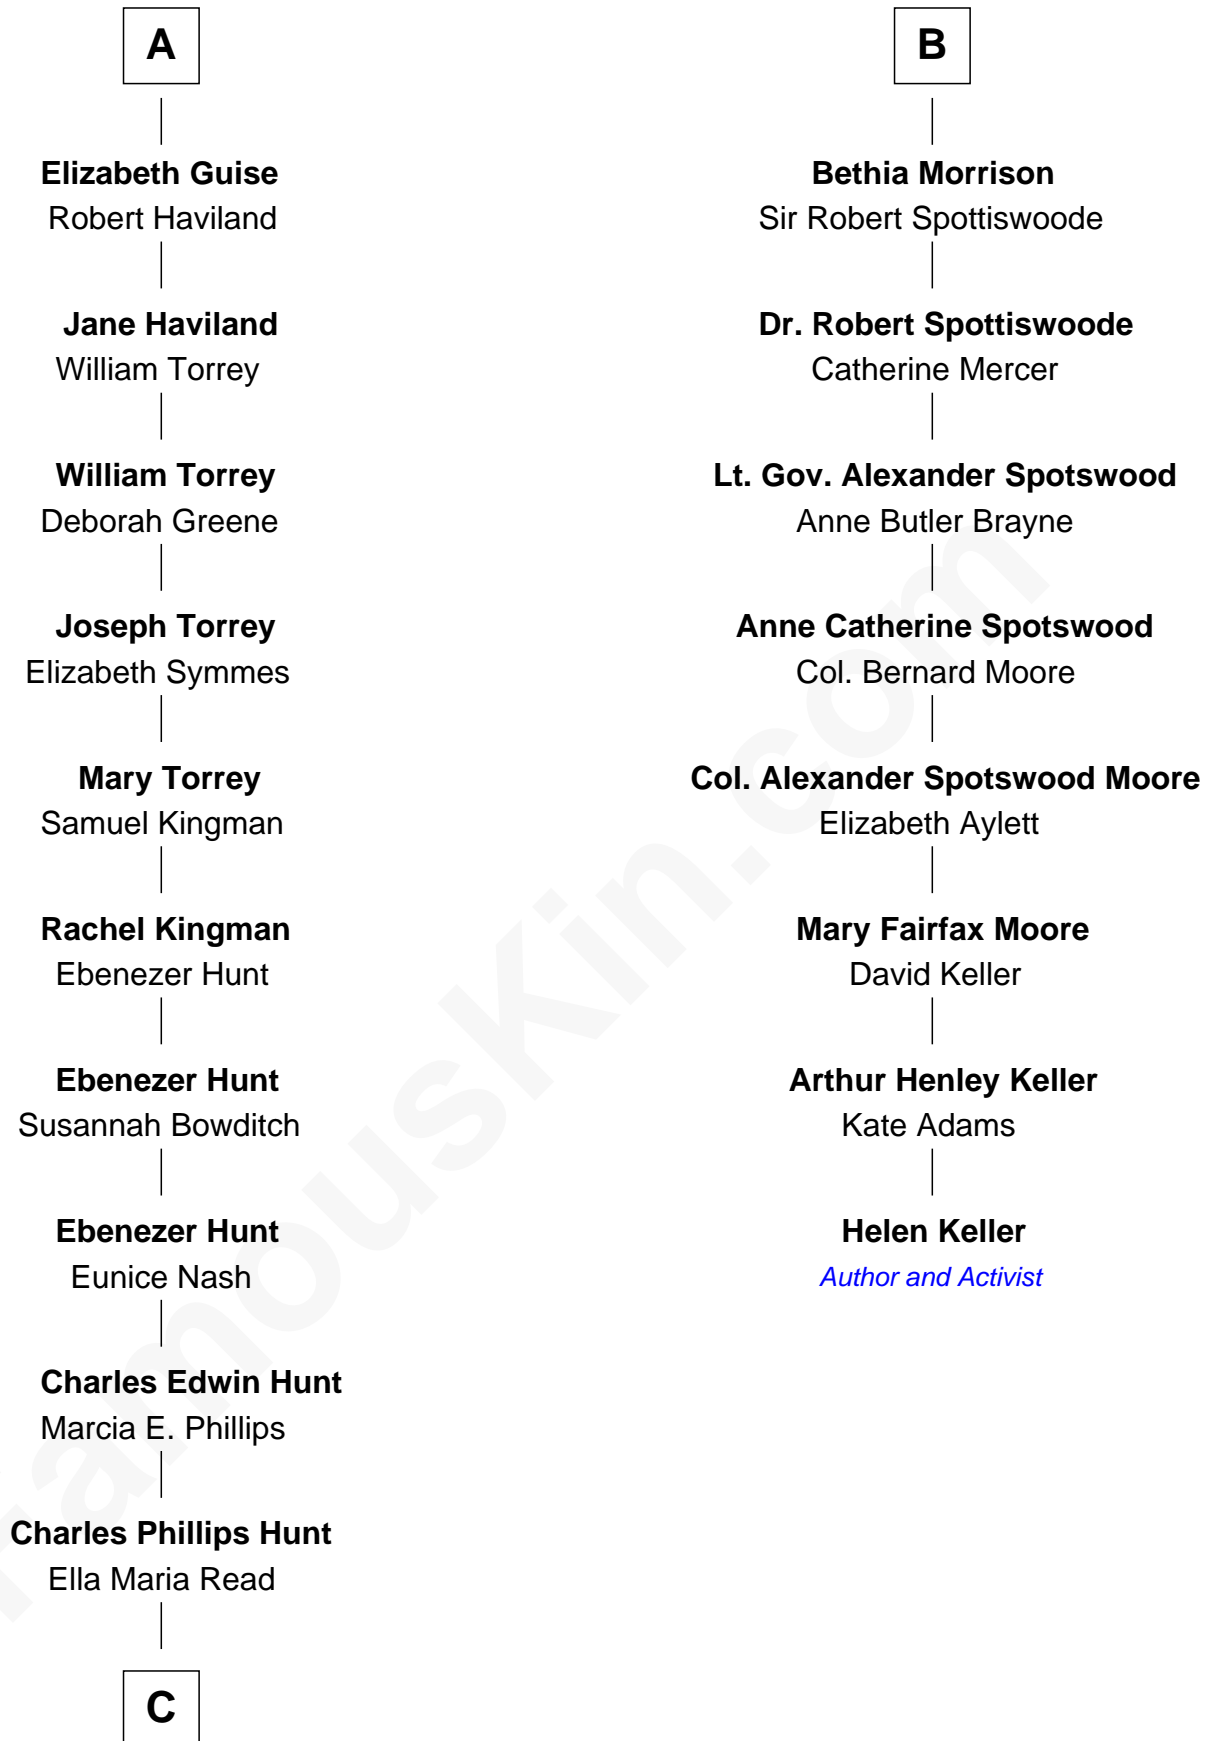 A
Elizabeth Guise
Robert Haviland
Jane Haviland
William Torrey
William Torrey
Deborah Greene
Joseph Torrey
Elizabeth Symmes
Mary Torrey
Samuel Kingman
Rachel Kingman
Ebenezer Hunt
Ebenezer Hunt
Susannah Bowditch
Ebenezer Hunt
Eunice Nash
Charles Edwin Hunt
Marcia E. Phillips
Charles Phillips Hunt
Ella Maria Read
C
B
Bethia Morrison
Sir Robert Spottiswoode
Dr. Robert Spottiswoode
Catherine Mercer
Lt. Gov. Alexander Spotswood
Anne Butler Brayne
Anne Catherine Spotswood
Col. Bernard Moore
Col. Alexander Spotswood Moore
Elizabeth Aylett
Mary Fairfax Moore
David Keller
Arthur Henley Keller
Kate Adams
Helen Keller
Author and Activist
FamousKin.com